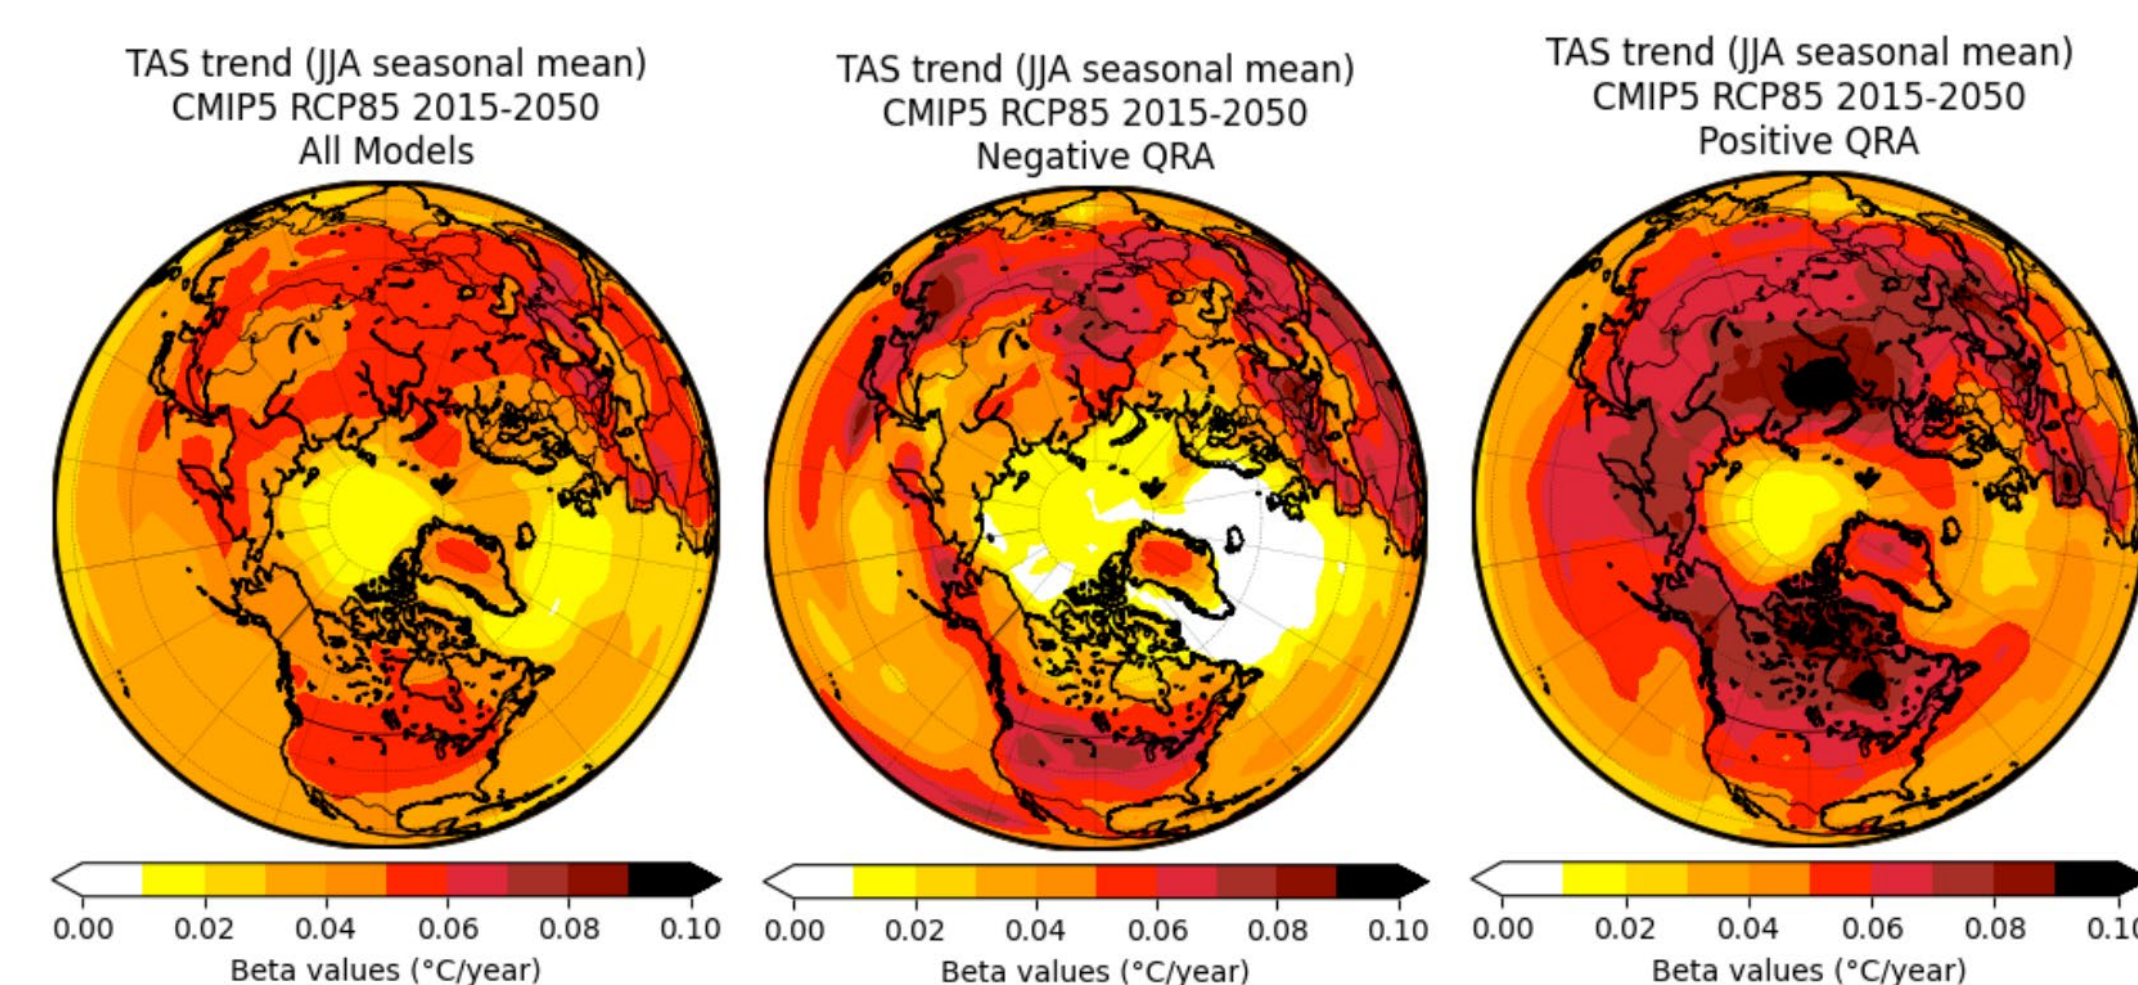 TAS trend (JJA seasonal mean)
CMIP5 RCP85 2015-2050
All Models
0.00 0.02 0.04 0.06 0.08 0.10
Beta values (°C/year)
TAS trend (JJA seasonal mean)
CMIP5 RCP85 2015-2050
Negative QRA
0.00 0.02 0.04 0.06 0.08 0.10
Beta values (°C/year)
TAS trend (JJA seasonal mean)
CMIP5 RCP85 2015-2050
Positive QRA
0.00 0.02 0.04 0.06 0.08 0.10
Beta values (°C/year)